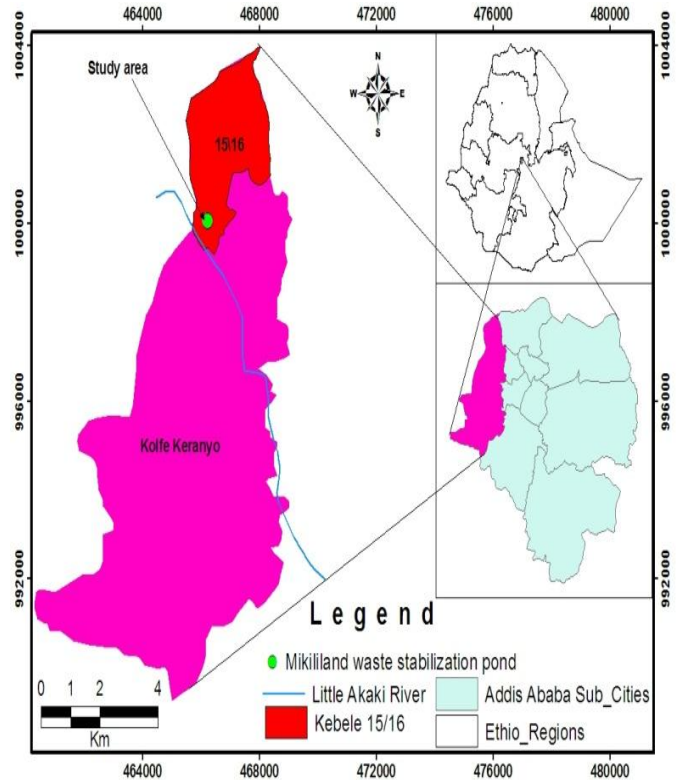 464000 468000 472000 476000 480000
1004000
1000000
996000
992000
Study area
N
W E
S
15\16
Kolfe Keranyo
Legend
Mikililand waste stabilization pond
Little Akaki River
Kebele 15/16
Addis Ababa Sub_Cities
Ethio_Regions
0 1 2 4
Km
1004000
1000000
996000
992000
464000 468000 472000 476000 480000